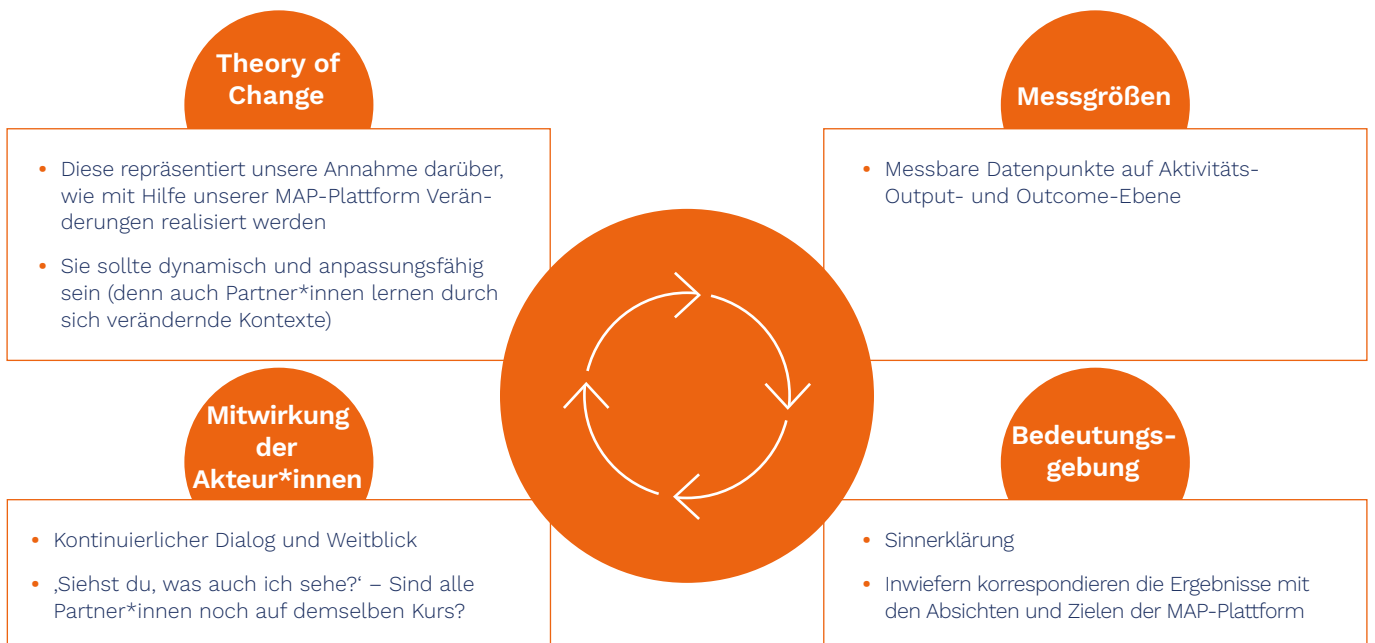 Theory of
Change
• Diese repräsentiert unsere Annahme darüber,
wie mit Hilfe unserer MAP-Plattform Verän-
derungen realisiert werden
• Sie sollte dynamisch und anpassungsfähig
sein (denn auch Partner*innen lernen durch
sich verändernde Kontexte)
Messgrößen
• Messbare Datenpunkte auf Aktivitäts-
Output- und Outcome-Ebene
Mitwirkung
der
Akteur*innen
• Kontinuierlicher Dialog und Weitblick
• ‚Siehst du, was auch ich sehe?‘ – Sind alle
Partner*innen noch auf demselben Kurs?
Bedeutungs-
gebung
• Sinnerklärung
• Inwiefern korrespondieren die Ergebnisse mit
den Absichten und Zielen der MAP-Plattform